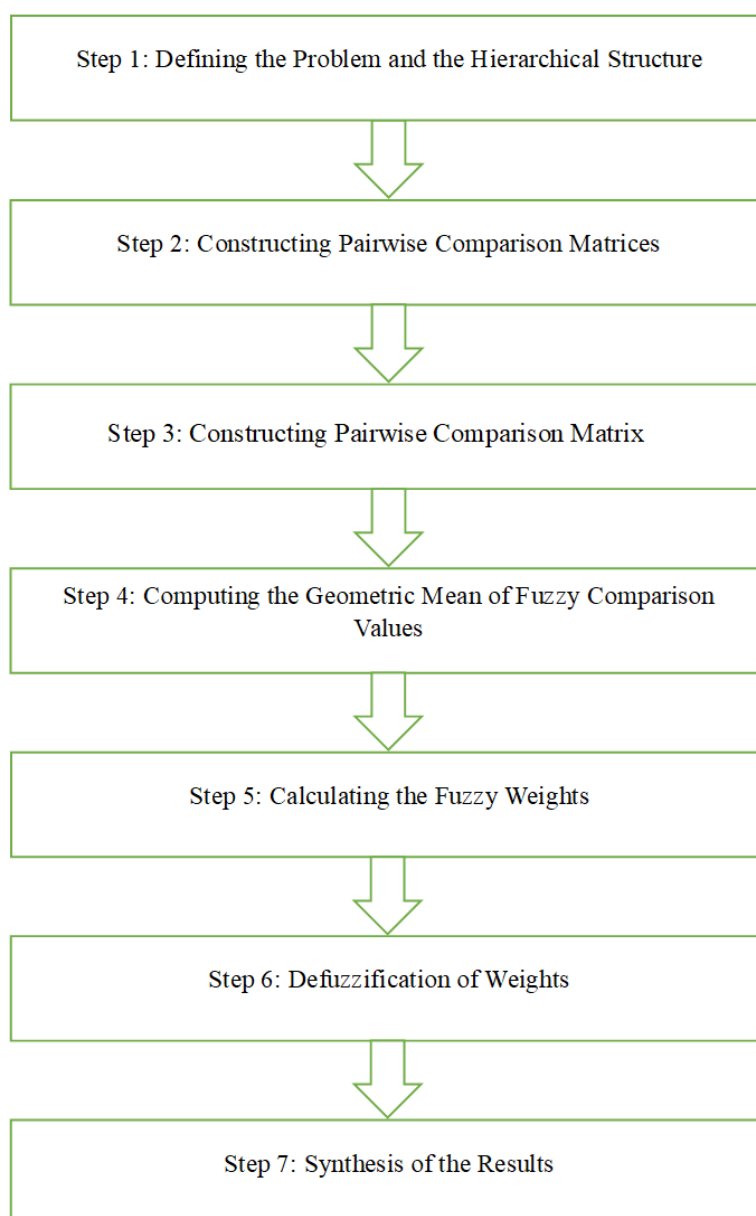 Step 1: Defining the Problem and the Hierarchical Structure
Step 2: Constructing Pairwise Comparison Matrices
Step 3: Constructing Pairwise Comparison Matrix
Step 4: Computing the Geometric Mean of Fuzzy Comparison
Values
Step 5: Calculating the Fuzzy Weights
Step 6: Defuzzification of Weights
Step 7: Synthesis of the Results